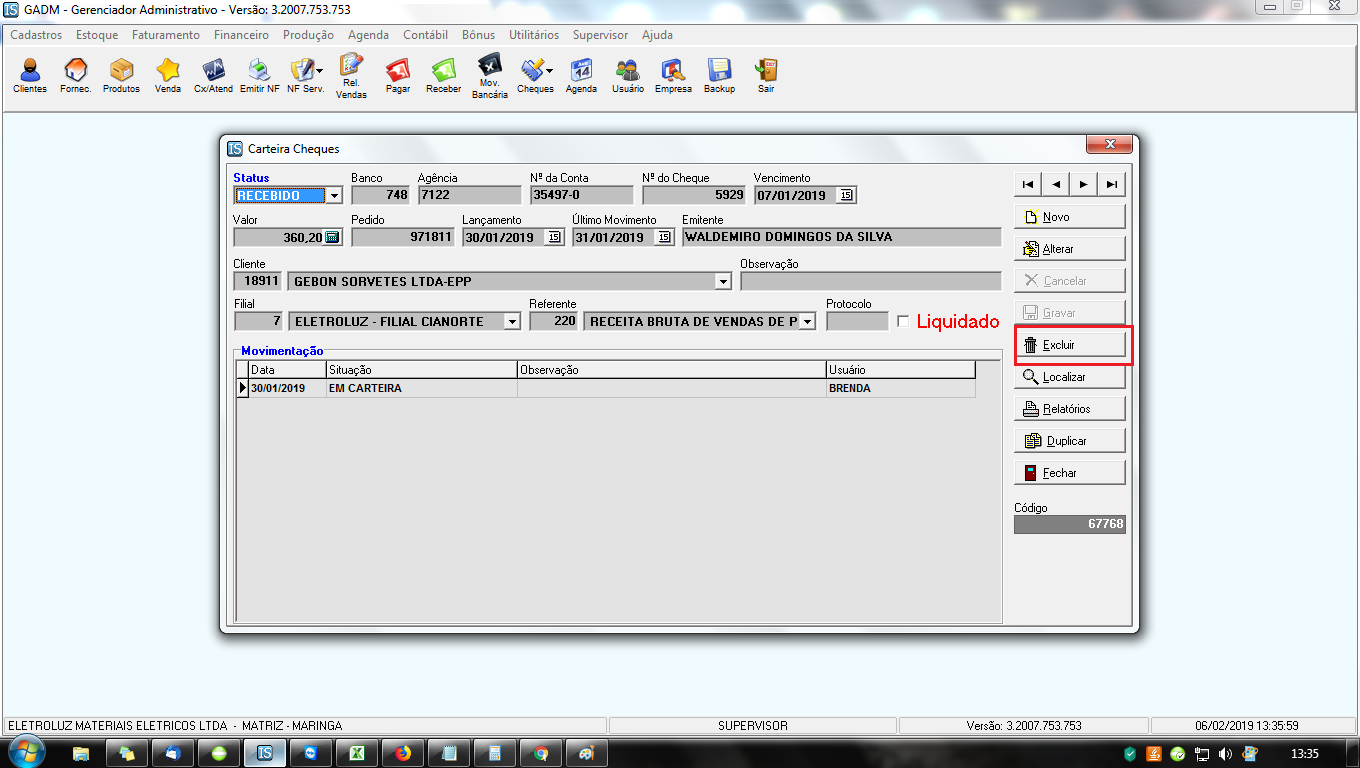 GADM - Gerenciador Administrativo - Versão: 3.2007.753.753
Cadastros Estoque Faturamento Financeiro Produção Agenda Contábil Bônus Utilitários Supervisor Ajuda
Clientes Fornec. Produtos Venda Cx/Atend Emitir NF NF Serv. Rel. Vendas Pagar Receber Mov. Bancária Cheques Agenda Usuário Empresa Backup Sair
Carteira Cheques
Status Banco Agência Nº da Conta Nº do Cheque Vencimento
RECEBIDO 748 7122 35497-0 5929 07/01/2019 15
Valor Pedido Lançamento Último Movimento Emitente
360,20 971811 30/01/2019 15 31/01/2019 15 WALDEMIRO DOMINGOS DA SILVA
Cliente Observação
18911 GEBON SORVETES LTDA-EPP
Filial Referente Protocolo
7 ELETROLUZ - FILIAL CIANORTE 220 RECEITA BRUTA DE VENDAS DE P Liquidado
Movimentação
Data Situação Observação Usuário
30/01/2019 EM CARTEIRA BRENDA
Novo
Alterar
Cancelar
Gravar
Excluir
Localizar
Relatórios
Duplicar
Fechar
Código
67768
ELETROLUZ MATERIAIS ELETRICOS LTDA - MATRIZ - MARINGA SUPERVISOR Versão: 3.2007.753.753 06/02/2019 13:35:59
13:35